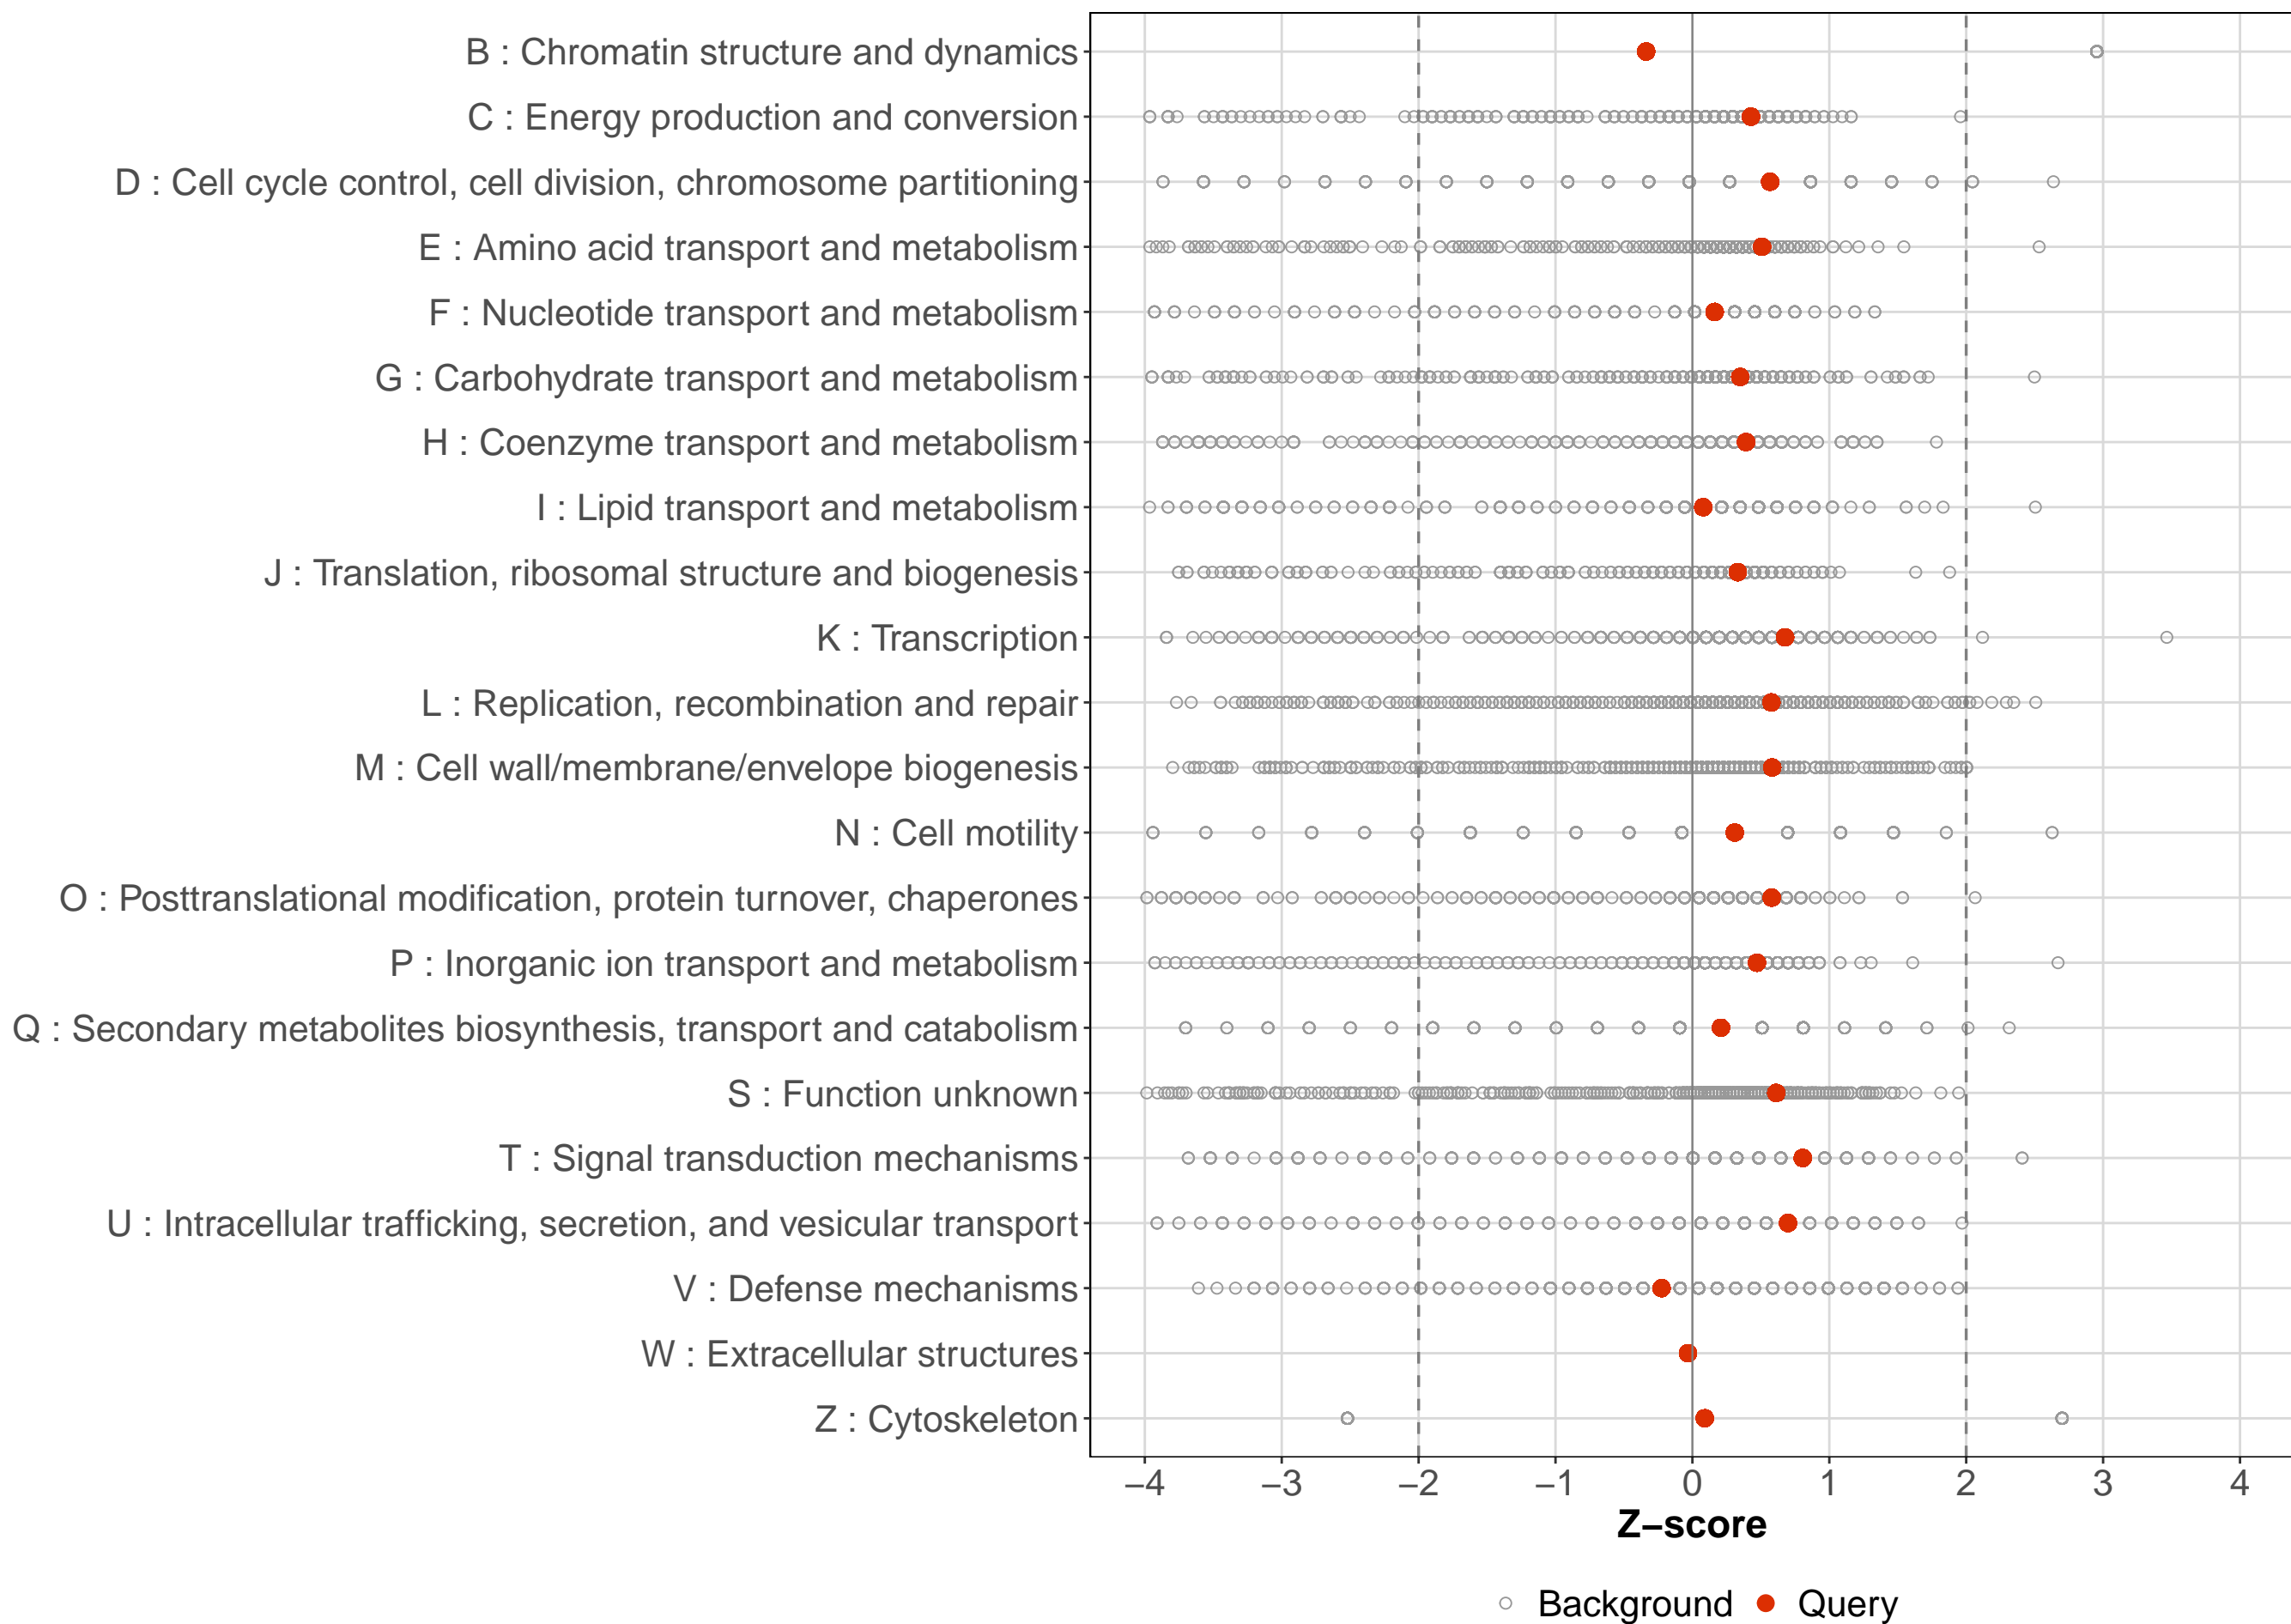 B : Chromatin structure and dynamics
C : Energy production and conversion
D : Cell cycle control, cell division, chromosome partitioning
E : Amino acid transport and metabolism
F : Nucleotide transport and metabolism
G : Carbohydrate transport and metabolism
H : Coenzyme transport and metabolism
I : Lipid transport and metabolism
J : Translation, ribosomal structure and biogenesis
K : Transcription
L : Replication, recombination and repair
M : Cell wall/membrane/envelope biogenesis
N : Cell motility
O : Posttranslational modification, protein turnover, chaperones
P : Inorganic ion transport and metabolism
Q : Secondary metabolites biosynthesis, transport and catabolism
S : Function unknown
T : Signal transduction mechanisms
U : Intracellular trafficking, secretion, and vesicular transport
V : Defense mechanisms
W : Extracellular structures
Z : Cytoskeleton
−4 −3 −2 −1 0 1 2 3 4
Z−score
Background Query